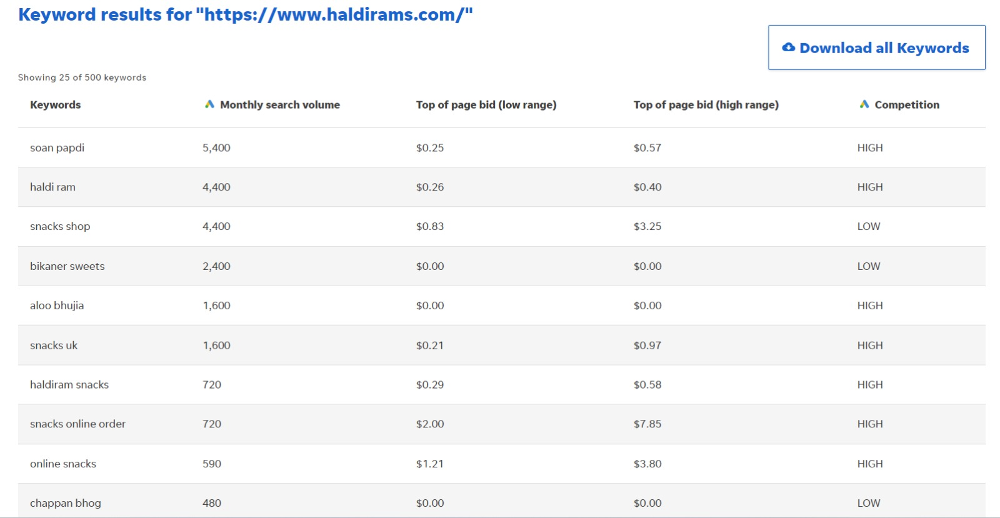 Keyword results for "https://www.haldirams.com/"
Download all Keywords
Showing 25 of 500 keywords
Keywords Monthly search volume Top of page bid (low range) Top of page bid (high range) Competition
soan papdi 5,400 $0.25 $0.57 HIGH
haldi ram 4,400 $0.26 $0.40 HIGH
snacks shop 4,400 $0.83 $3.25 LOW
bikaner sweets 2,400 $0.00 $0.00 LOW
aloo bhujia 1,600 $0.00 $0.00 HIGH
snacks uk 1,600 $0.21 $0.97 HIGH
haldiram snacks 720 $0.29 $0.58 HIGH
snacks online order 720 $2.00 $7.85 HIGH
online snacks 590 $1.21 $3.80 HIGH
chappan bhog 480 $0.00 $0.00 LOW